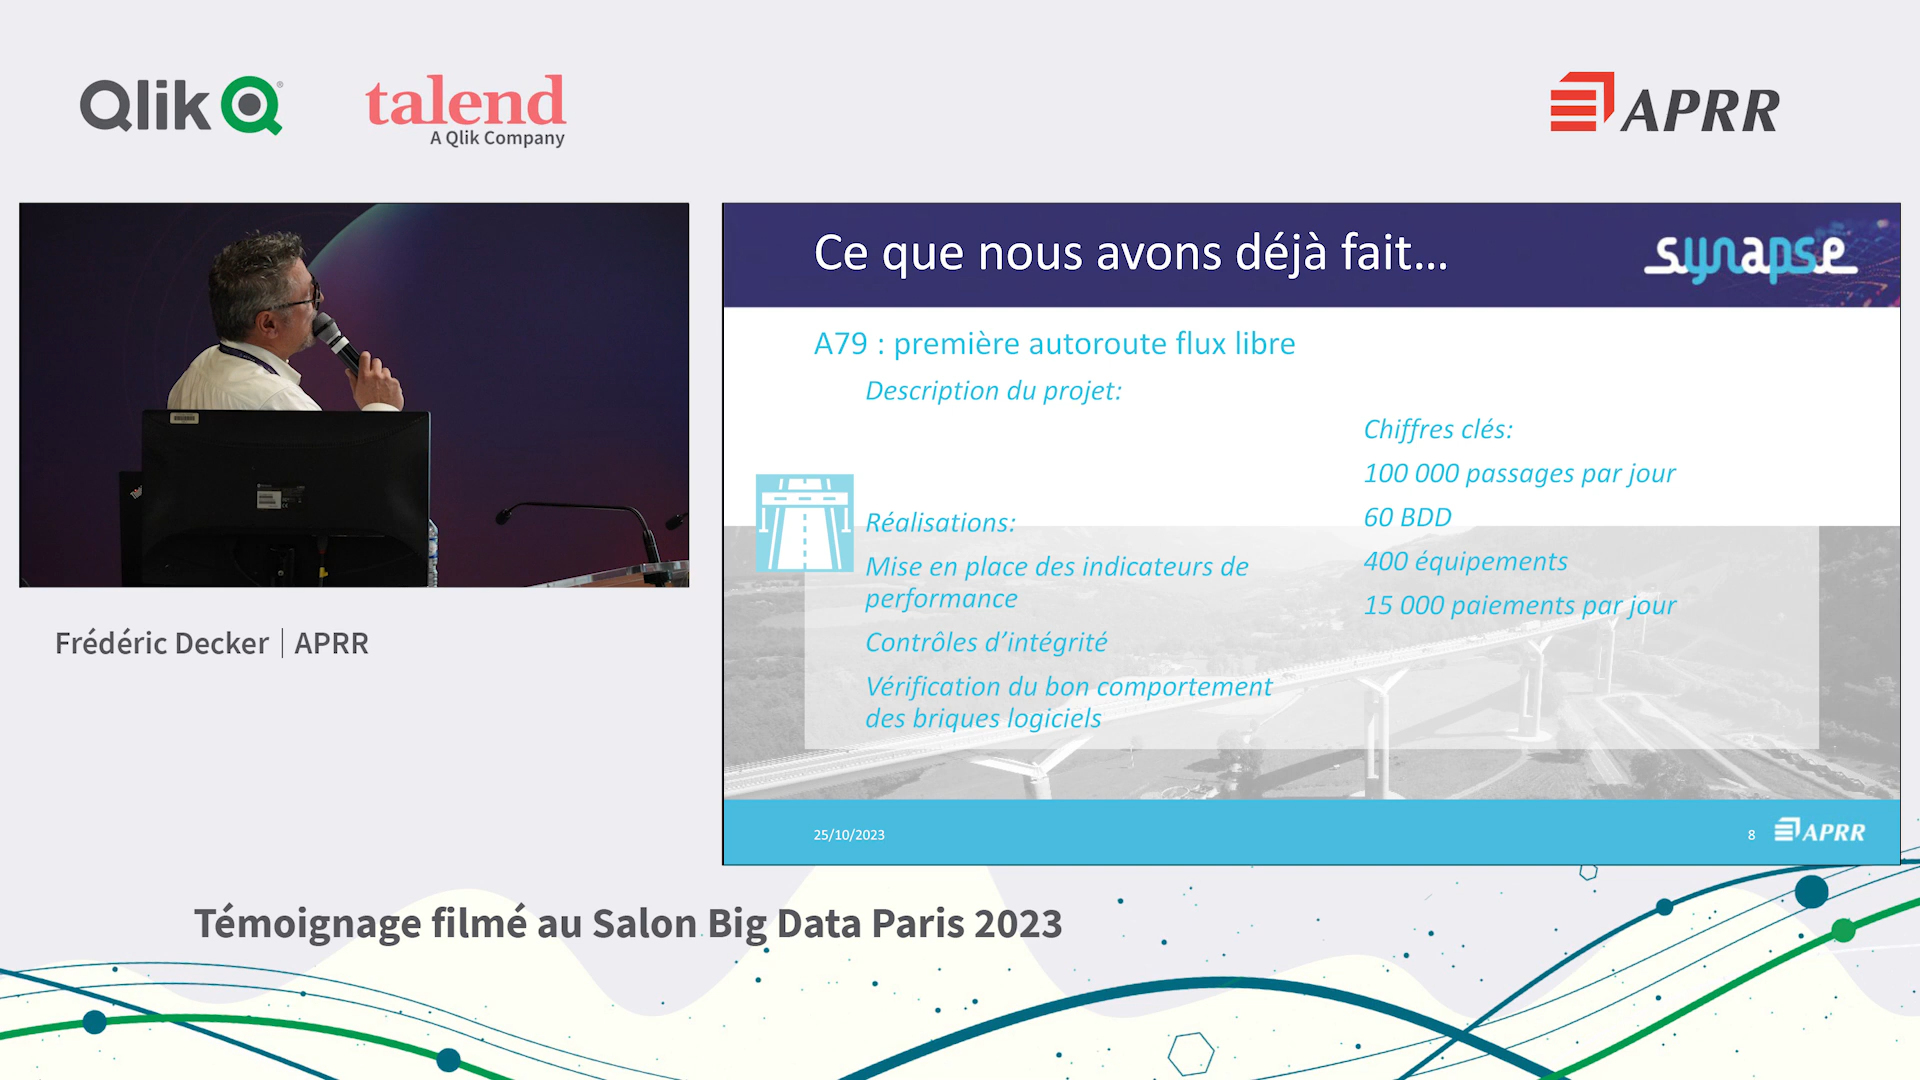 Qlik
talend
A Qlik Company
APRR
Ce que nous avons déjà fait...
synapse
A79 : première autoroute flux libre
Description du projet:
Réalisations:
Mise en place des indicateurs de
performance
Contrôles d’intégrité
Vérification du bon comportement
des briques logiciels
Chiffres clés:
100 000 passages par jour
60 BDD
400 équipements
15 000 paiements par jour
25/10/2023
8
APRR
Frédéric Decker | APRR
Témoignage filmé au Salon Big Data Paris 2023